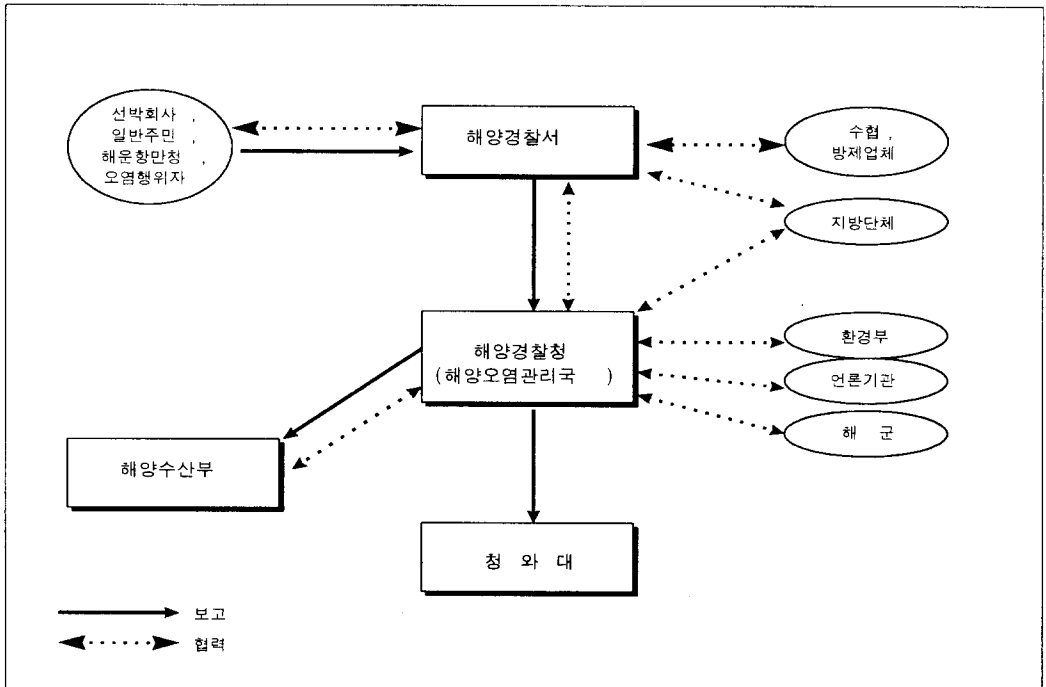 선박회사 ,
일반주민 ,
해운항만청 ,
오염행위자
해양경찰서
수협 ,
방제업체
지방단체
해양경찰청
(해양오염관리국 )
환경부
언론기관
해 군
해양수산부
청 와 대
보고
협력